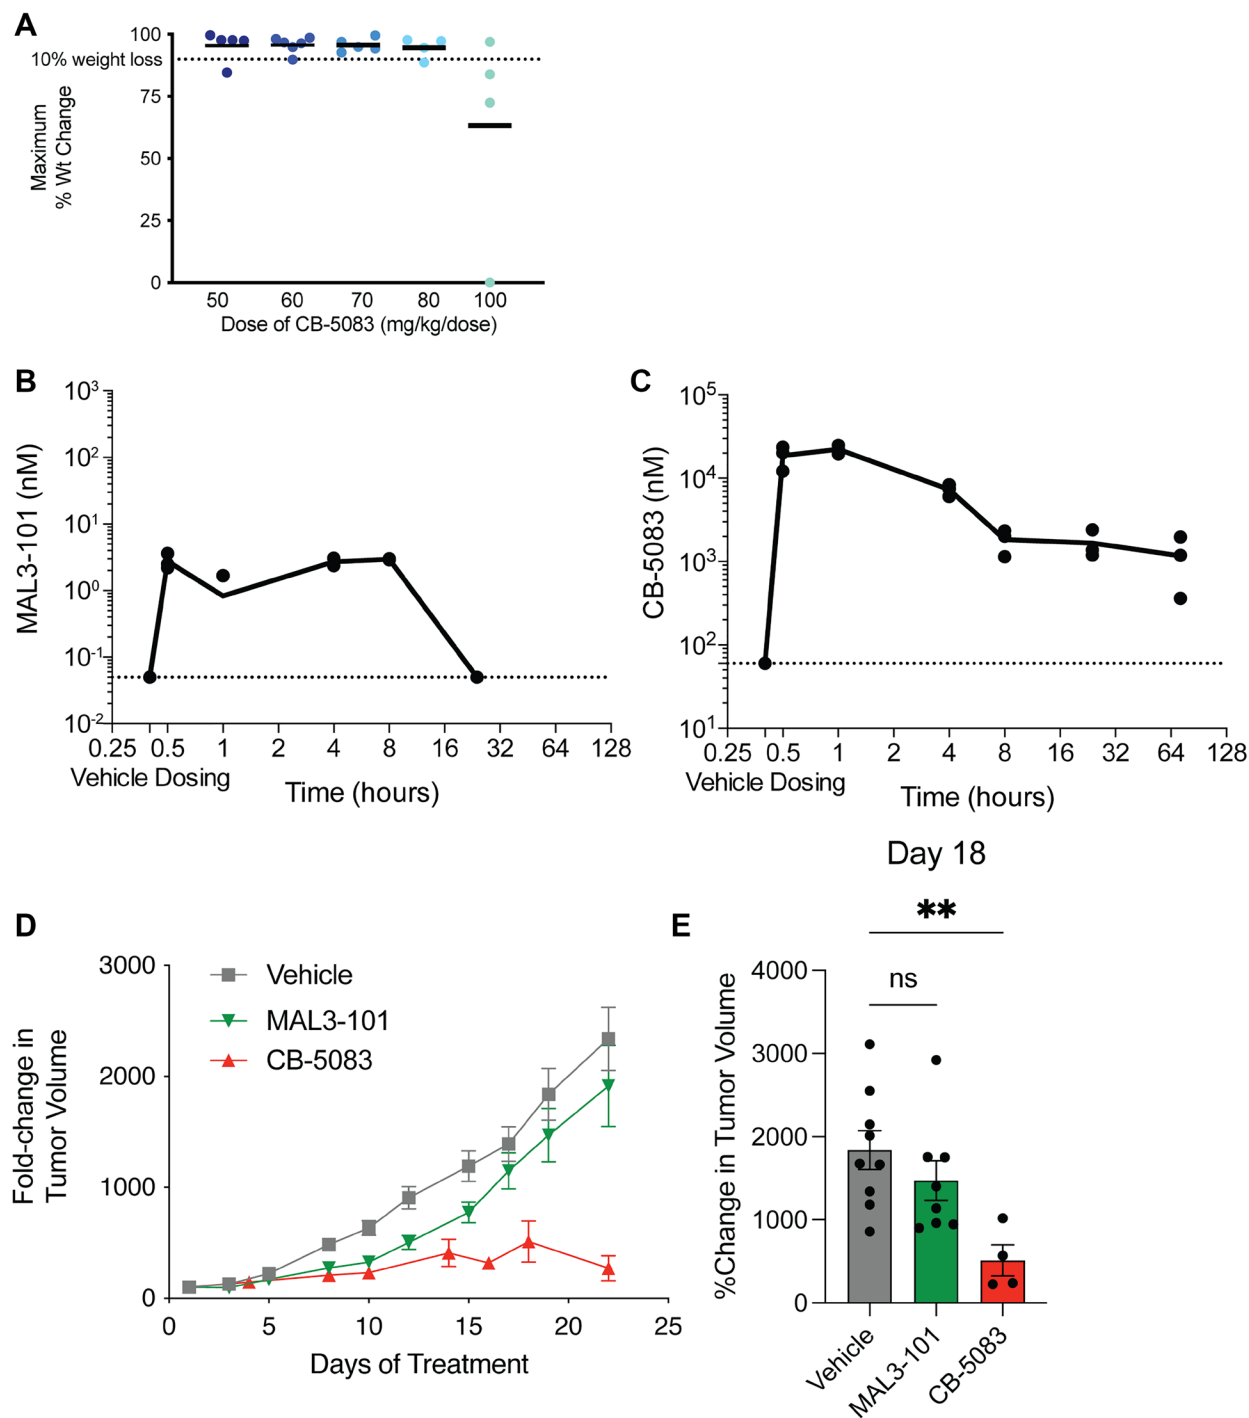 A
100
10% weight loss
75
50
25
0
Maximum
% Wt Change
50 60 70 80 100
Dose of CB-5083 (mg/kg/dose)
B
10³
10²
10¹
10⁰
10⁻¹
10⁻²
MAL3-101 (nM)
0.25 0.5 1 2 4 8 16 32 64 128
Vehicle Dosing
Time (hours)
C
10⁵
10⁴
10³
10²
10¹
CB-5083 (nM)
0.25 0.5 1 2 4 8 16 32 64 128
Vehicle Dosing
Time (hours)
D
3000
2000
1000
0
Fold-change in
Tumor Volume
Vehicle
MAL3-101
CB-5083
0 5 10 15 20 25
Days of Treatment
Day 18
E
**
ns
4000
3000
2000
1000
0
%Change in Tumor Volume
Vehicle
MAL3-101
CB-5083